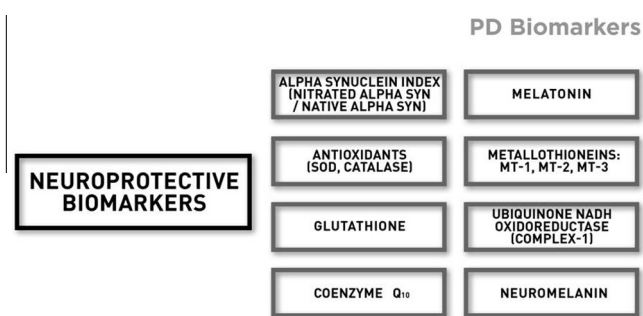 PD Biomarkers
NEUROPROTECTIVE
BIOMARKERS
ALPHA SYNUCLEIN INDEX
(NITRATED ALPHA SYN
/ NATIVE ALPHA SYN)
MELATONIN
ANTIOXIDANTS
(SOD, CATALASE)
METALLOTHIONEINS:
MT-1, MT-2, MT-3
GLUTATHIONE
UBIQUINONE NADH
OXIDOREDUCTASE
(COMPLEX-1)
COENZYME Q₁₀
NEUROMELANIN